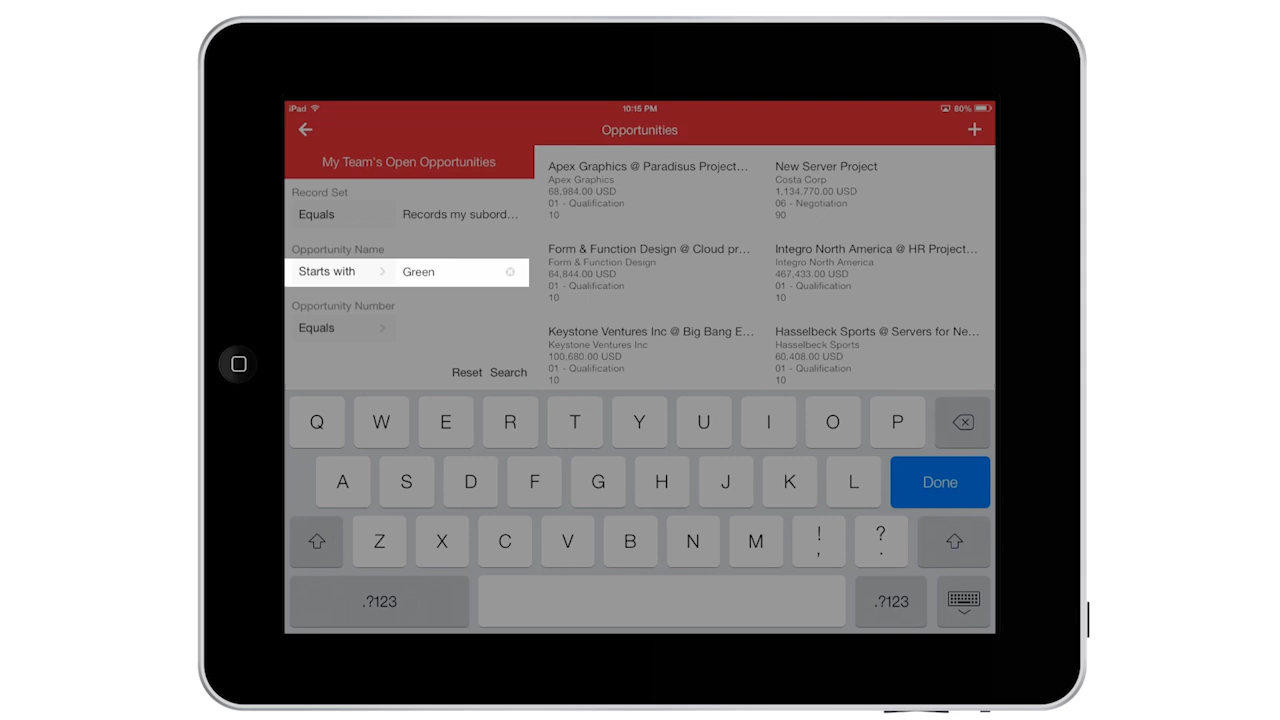 iPad
10:15 PM
80%
Opportunities
My Team's Open Opportunities
Record Set
Equals
Records my subord...
Opportunity Name
Starts with
Green
Opportunity Number
Equals
Reset Search
Apex Graphics @ Paradisus Project...
Apex Graphics
68,984.00 USD
01 - Qualification
10
New Server Project
Costa Corp
1,134,770.00 USD
06 - Negotiation
90
Form & Function Design @ Cloud pr...
Form & Function Design
64,844.00 USD
01 - Qualification
10
Integro North America @ HR Project...
Integro North America
467,433.00 USD
01 - Qualification
10
Keystone Ventures Inc @ Big Bang E...
Keystone Ventures Inc
100,680.00 USD
01 - Qualification
10
Hasselbeck Sports @ Servers for Ne...
Hasselbeck Sports
60,408.00 USD
01 - Qualification
10
Q W E R T Y U I O P
A S D F G H J K L Done
Z X C V B N M ! , ? .
.?123 .?123